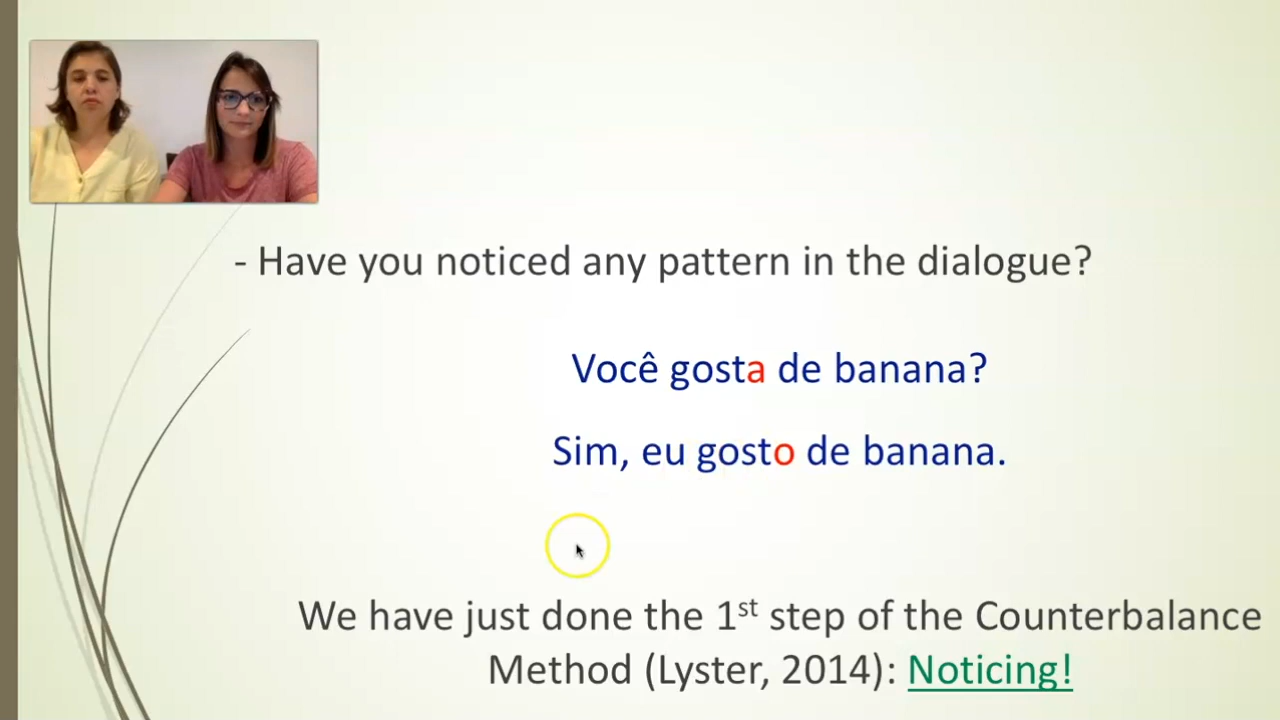 - Have you noticed any pattern in the dialogue?
Você gosta de banana?
Sim, eu gosto de banana.
We have just done the 1st step of the Counterbalance
Method (Lyster, 2014): Noticing!